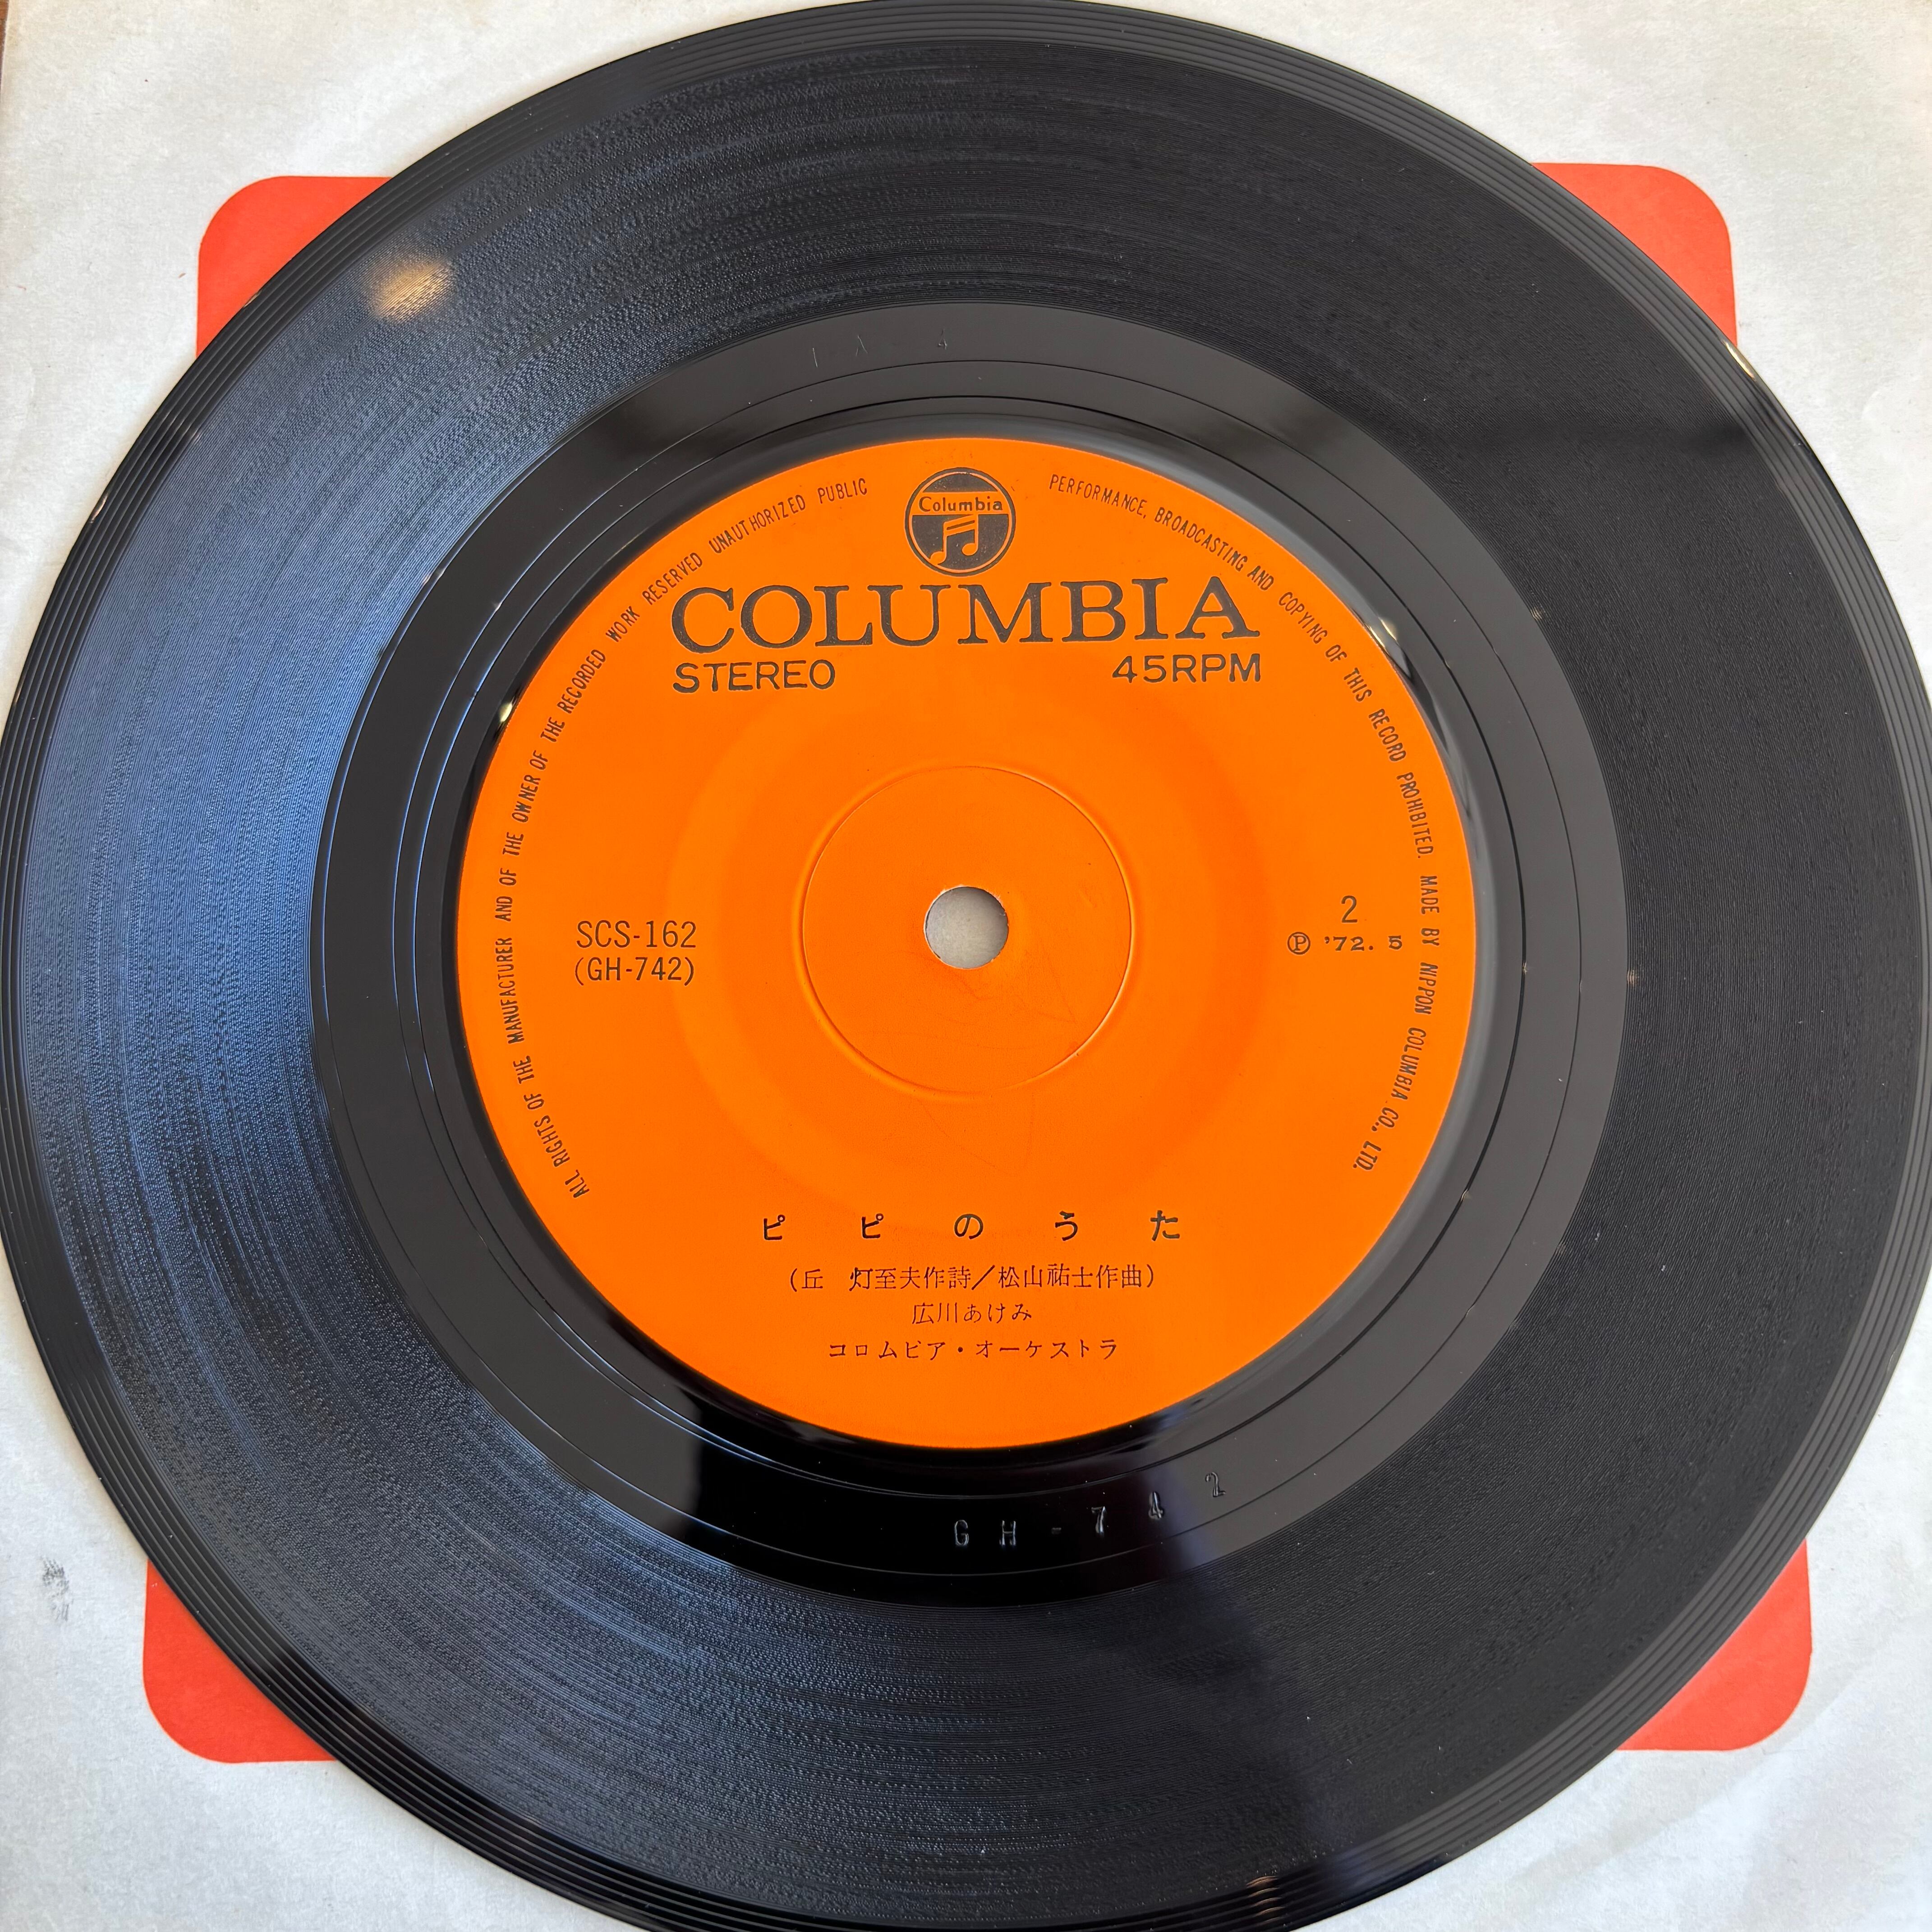 Columbia
COLUMBIA
STEREO 45RPM
ALL RIGHTS OF THE MANUFACTURER AND OF THE OWNER OF THE RECORDED WORK RESERVED UNAUTHORIZED PUBLIC PERFORMANCE, BROADCASTING AND COPYING OF THIS RECORD PROHIBITED. MADE BY NIPPON COLUMBIA CO., LTD.
SCS-162
(GH-742)
2
Ⓟ '72. 5
ピピのうた
(丘 灯至夫作詩／松山祐士作曲)
広川あけみ
コロムビア・オーケストラ
GH-742